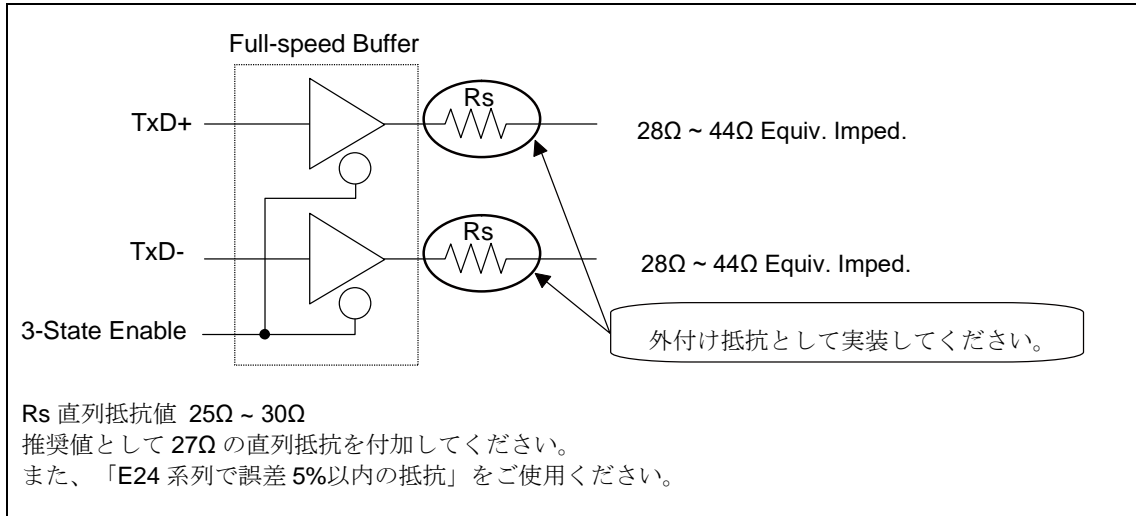 Full-speed Buffer
TxD+
Rs
28Ω ~ 44Ω Equiv. Imped.
TxD-
Rs
28Ω ~ 44Ω Equiv. Imped.
3-State Enable
外付け抵抗として実装してください。
Rs 直列抵抗値 25Ω ~ 30Ω
推奨値として 27Ω の直列抵抗を付加してください。
また、「E24 系列で誤差 5%以内の抵抗」をご使用ください。